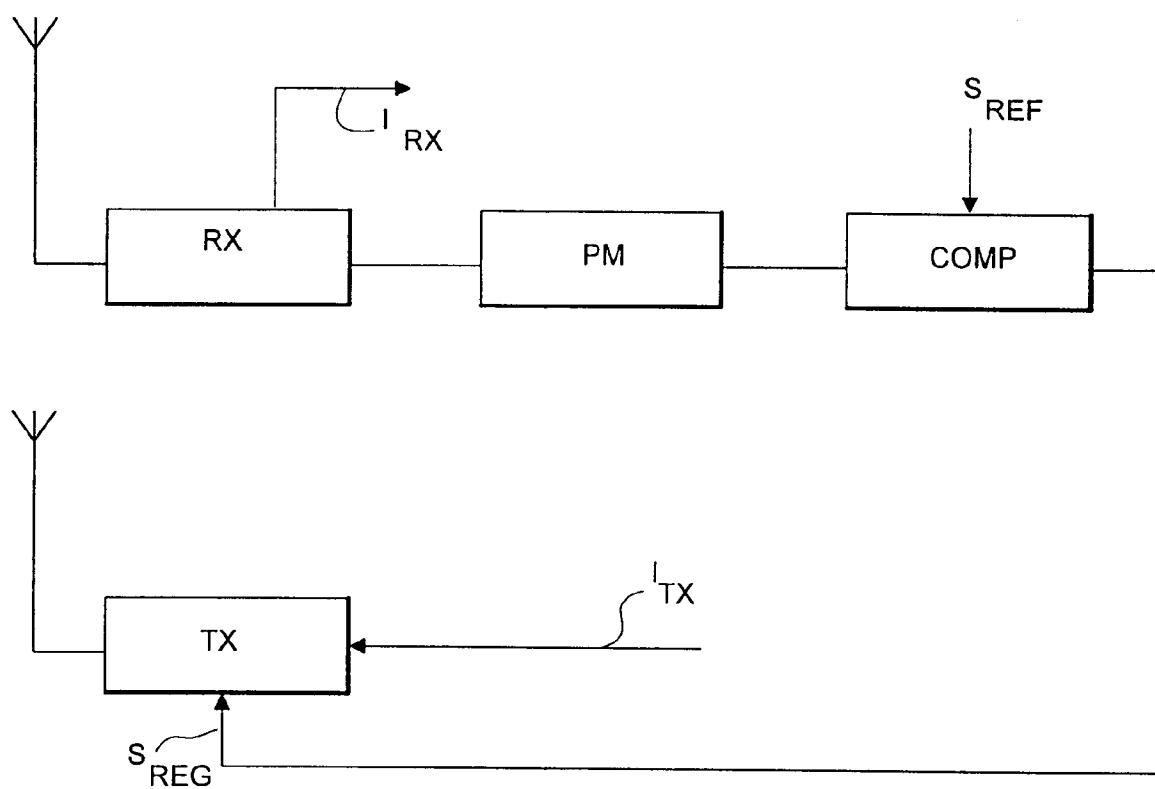 I RX
S REF
RX
PM
COMP
I TX
TX
S REG